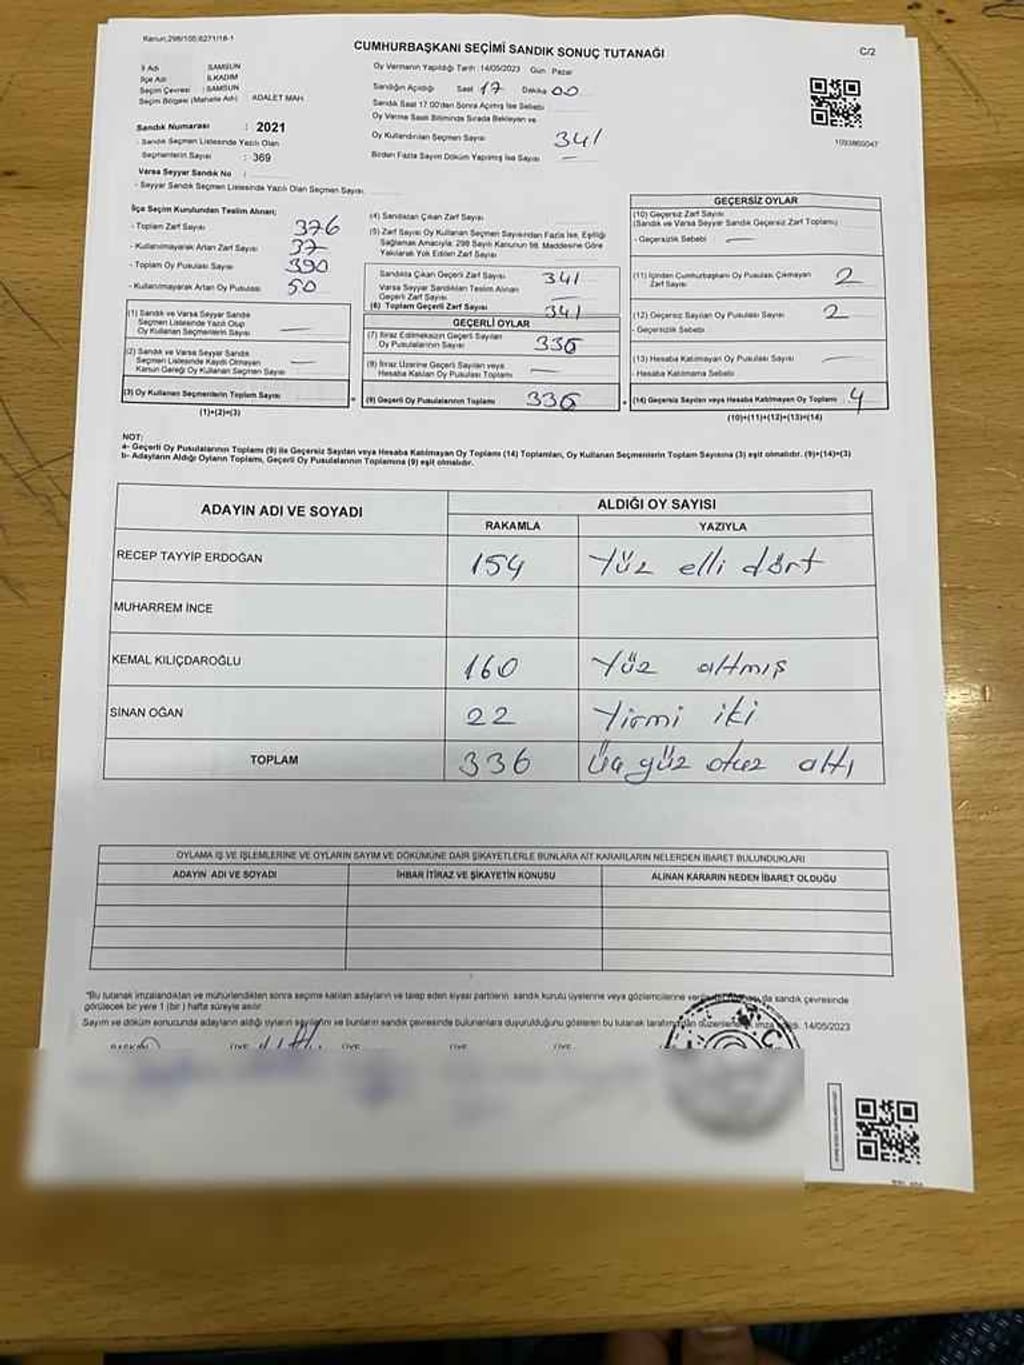 Kanun:298/105,6271/18-1
CUMHURBAŞKANI SEÇİMİ SANDIK SONUÇ TUTANAĞI
C/2
İl Adı : SAMSUN
İlçe Adı : İLKADIM
Seçim Çevresi : SAMSUN
Seçim Bölgesi (Mahalle Adı) : ADALET MAH.
Sandık Numarası : 2021
- Sandık Seçmen Listesinde Yazılı Olan
Seçmenlerin Sayısı : 369
Varsa Seyyar Sandık No :
- Seyyar Sandık Seçmen Listesinde Yazılı Olan Seçmen Sayısı
Oy Vermenin Yapıldığı Tarih :14/05/2023 Gün : Pazar
Sandığın Açıldığı Saat 17 Dakika 00
Sandık Saat 17:00'den Sonra Açılmış İse Sebebi
Oy Verme Saati Bitiminde Sırada Bekleyen ve
Oy Kullandırılan Seçmen Sayısı 341
Birden Fazla Sayım Döküm Yapılmış İse Sayısı —
1093860047
İlçe Seçim Kurulundan Teslim Alınan;
- Toplam Zarf Sayısı 376
- Kullanılmayarak Artan Zarf Sayısı 37
- Toplam Oy Pusulası Sayısı 390
- Kullanılmayarak Artan Oy Pusulası 50
(1) Sandık ve Varsa Seyyar Sandık
Seçmen Listesinde Yazılı Olup
Oy Kullanan Seçmenlerin Sayısı —
(2) Sandık ve Varsa Seyyar Sandık
Seçmen Listesinde Kaydı Olmayan
Kanun Gereği Oy Kullanan Seçmen Sayısı —
(3) Oy Kullanan Seçmenlerin Toplam Sayısı
(1)+(2)=(3)
(4) Sandıktan Çıkan Zarf Sayısı
(5) Zarf Sayısı Oy Kullanan Seçmen Sayısından Fazla İse, Eşitliği
Sağlamak Amacıyla, 298 Sayılı Kanunun 98. Maddesine Göre
Yakılarak Yok Edilen Zarf Sayısı
Sandıkta Çıkan Geçerli Zarf Sayısı 341
Varsa Seyyar Sandıktan Teslim Alınan
Geçerli Zarf Sayısı —
(6) Toplam Geçerli Zarf Sayısı 341
GEÇERLİ OYLAR
(7) İtiraz Edilmeksizin Geçerli Sayılan
Oy Pusulalarının Sayısı 336
(8) İtiraz Üzerine Geçerli Sayılan veya
Hesaba Katılan Oy Pusulası Toplamı —
(9) Geçerli Oy Pusulalarının Toplamı 336
GEÇERSİZ OYLAR
(10) Geçersiz Zarf Sayısı
(Sandık ve Varsa Seyyar Sandık Geçersiz Zarf Toplamı)
- Geçersizlik Sebebi —
(11) İçinden Cumhurbaşkanı Oy Pusulası Çıkmayan
Zarf Sayısı 2
(12) Geçersiz Sayılan Oy Pusulası Sayısı 2
- Geçersizlik Sebebi
(13) Hesaba Katılmayan Oy Pusulası Sayısı —
- Hesaba Katılmama Sebebi
(14) Geçersiz Sayılan veya Hesaba Katılmayan Oy Toplamı 4
(10)+(11)+(12)+(13)=(14)
NOT:
a- Geçerli Oy Pusulalarının Toplamı (9) ile Geçersiz Sayılan veya Hesaba Katılmayan Oy Toplamı (14) Toplamları, Oy Kullanan Seçmenlerin Toplam Sayısına (3) eşit olmalıdır. (9)+(14)=(3)
b- Adayların Aldığı Oyların Toplamı, Geçerli Oy Pusulalarının Toplamına (9) eşit olmalıdır.
ADAYIN ADI VE SOYADI
ALDIĞI OY SAYISI
RAKAMLA YAZIYLA
RECEP TAYYİP ERDOĞAN 154 Yüz elli dört
MUHARREM İNCE
KEMAL KILIÇDAROĞLU 160 Yüz altmış
SİNAN OĞAN 22 Yirmi iki
TOPLAM 336 Üç yüz otuz altı
OYLAMA İŞ VE İŞLEMLERİNE VE OYLARIN SAYIM VE DÖKÜMÜNE DAİR ŞİKAYETLERLE BUNLARA AİT KARARLARIN NELERDEN İBARET BULUNDUKLARI
ADAYIN ADI VE SOYADI İHBAR İTİRAZ VE ŞİKAYETİN KONUSU ALINAN KARARIN NEDEN İBARET OLDUĞU
"Bu tutanak imzalandıktan ve mühürlendikten sonra seçime katılan adayların ve talep eden siyasi partilerin sandık kurulu üyelerine veya gözlemcilerine da sandık çevresinde
görülecek bir yere 1 (bir) hafta süreyle asılır.
Sayım ve döküm sonucunda adayların aldığı oyların sayılarını ve bunların sandık çevresinde bulunanlara duyurulduğunu gösteren bu tutanak tarafımızdan düzenlenerek imza 14/05/2023
BAŞKAN ÜYE ÜYE ÜYE ÜYE